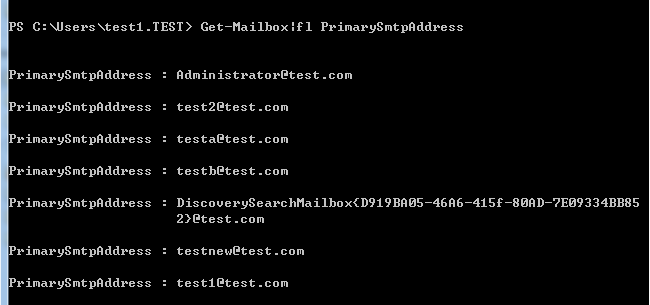 PS C:\Users\test1.TEST> Get-Mailbox|fl PrimarySmtpAddress
PrimarySmtpAddress : Administrator@test.com
PrimarySmtpAddress : test2@test.com
PrimarySmtpAddress : testa@test.com
PrimarySmtpAddress : testb@test.com
PrimarySmtpAddress : DiscoverySearchMailbox{D919BA05-46A6-415f-80AD-7E09334BB85
2}@test.com
PrimarySmtpAddress : testnew@test.com
PrimarySmtpAddress : test1@test.com